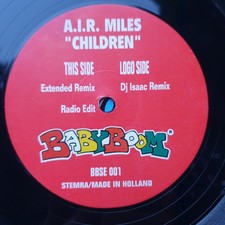 A.I.R. MILES
"CHILDREN"
THIS SIDE LOGO SIDE
Extended Remix Dj Isaac Remix
Radio Edit
BABYBOOM®
BBSE 001
STEMRA/MADE IN HOLLAND